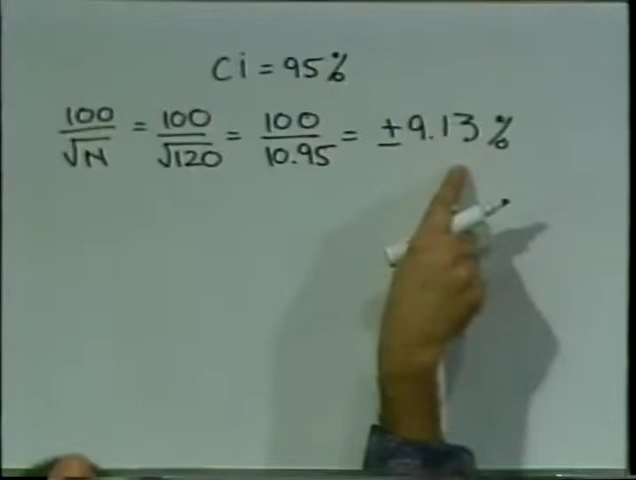 Ci = 95%
100/√N = 100/√120 = 100/10.95 = ±9.13%